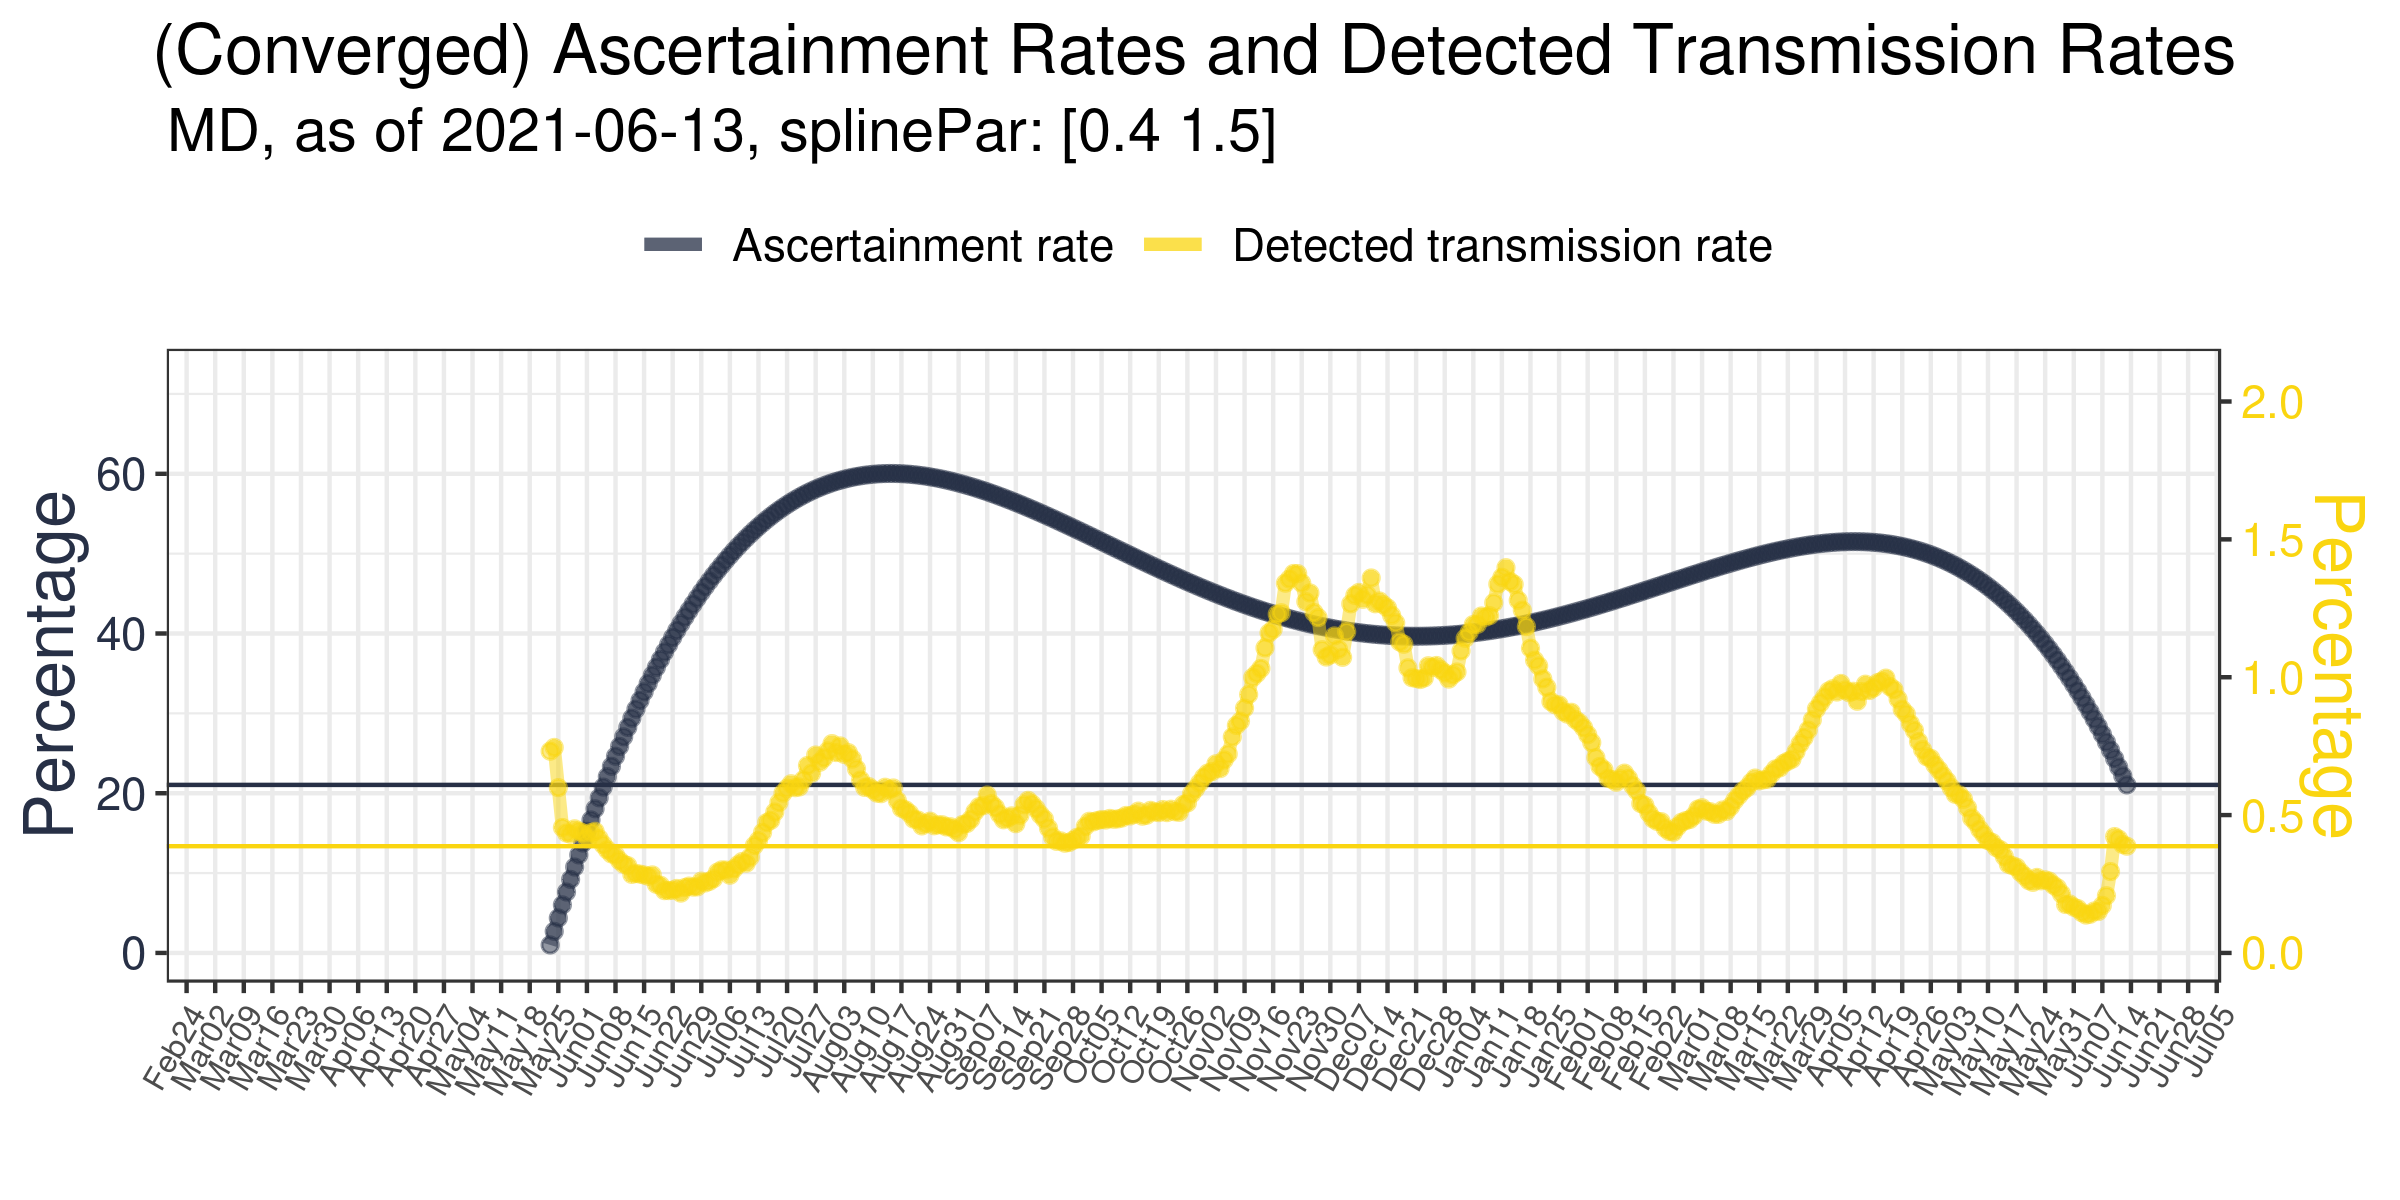 (Converged) Ascertainment Rates and Detected Transmission Rates
MD, as of 2021-06-13, splinePar: [0.4 1.5]
Ascertainment rate
Detected transmission rate
Percentage
60
40
20
0
2.0
1.5
1.0
0.5
0.0
Percentage
Feb24
Mar02
Mar09
Mar16
Mar23
Mar30
Apr06
Apr13
Apr20
Apr27
May04
May11
May18
May25
Jun01
Jun08
Jun15
Jun22
Jun29
Jul06
Jul13
Jul20
Jul27
Aug03
Aug10
Aug17
Aug24
Aug31
Sep07
Sep14
Sep21
Sep28
Oct05
Oct12
Oct19
Oct26
Nov02
Nov09
Nov16
Nov23
Nov30
Dec07
Dec14
Dec21
Dec28
Jan04
Jan11
Jan18
Jan25
Feb01
Feb08
Feb15
Feb22
Mar01
Mar08
Mar15
Mar22
Mar29
Apr05
Apr12
Apr19
Apr26
May03
May10
May17
May24
May31
Jun07
Jun14
Jun21
Jun28
Jul05